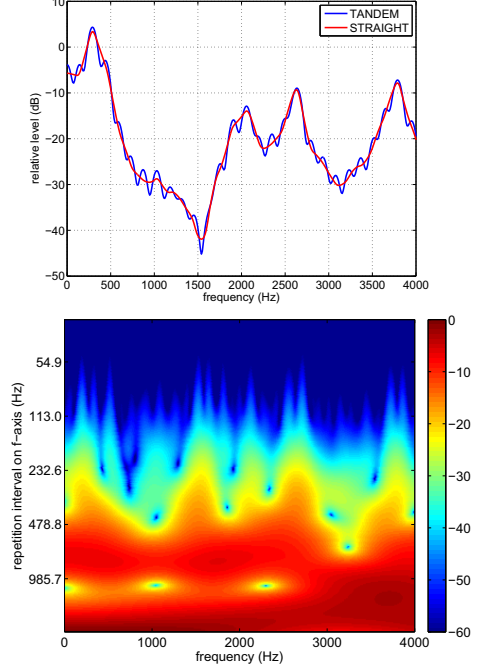 10
0
−10
−20
−30
−40
−50
relative level (dB)
TANDEM
STRAIGHT
0 500 1000 1500 2000 2500 3000 3500 4000
frequency (Hz)
54.9
113.0
232.6
478.8
985.7
repetition interval on f−axis (Hz)
0 1000 2000 3000 4000
frequency (Hz)
0
−10
−20
−30
−40
−50
−60